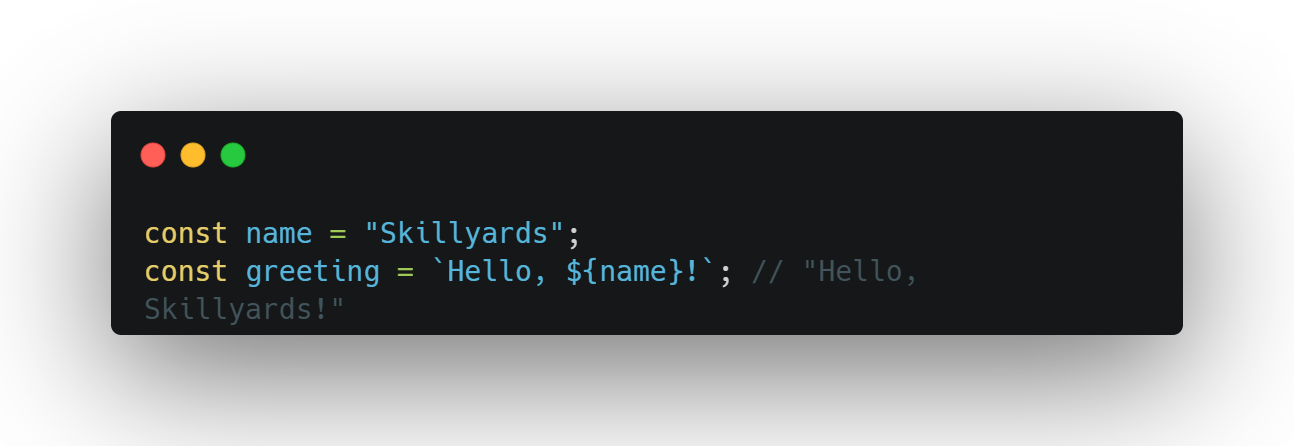 const name = "Skillyards";
const greeting = `Hello, ${name}!`; // "Hello,
Skillyards!"